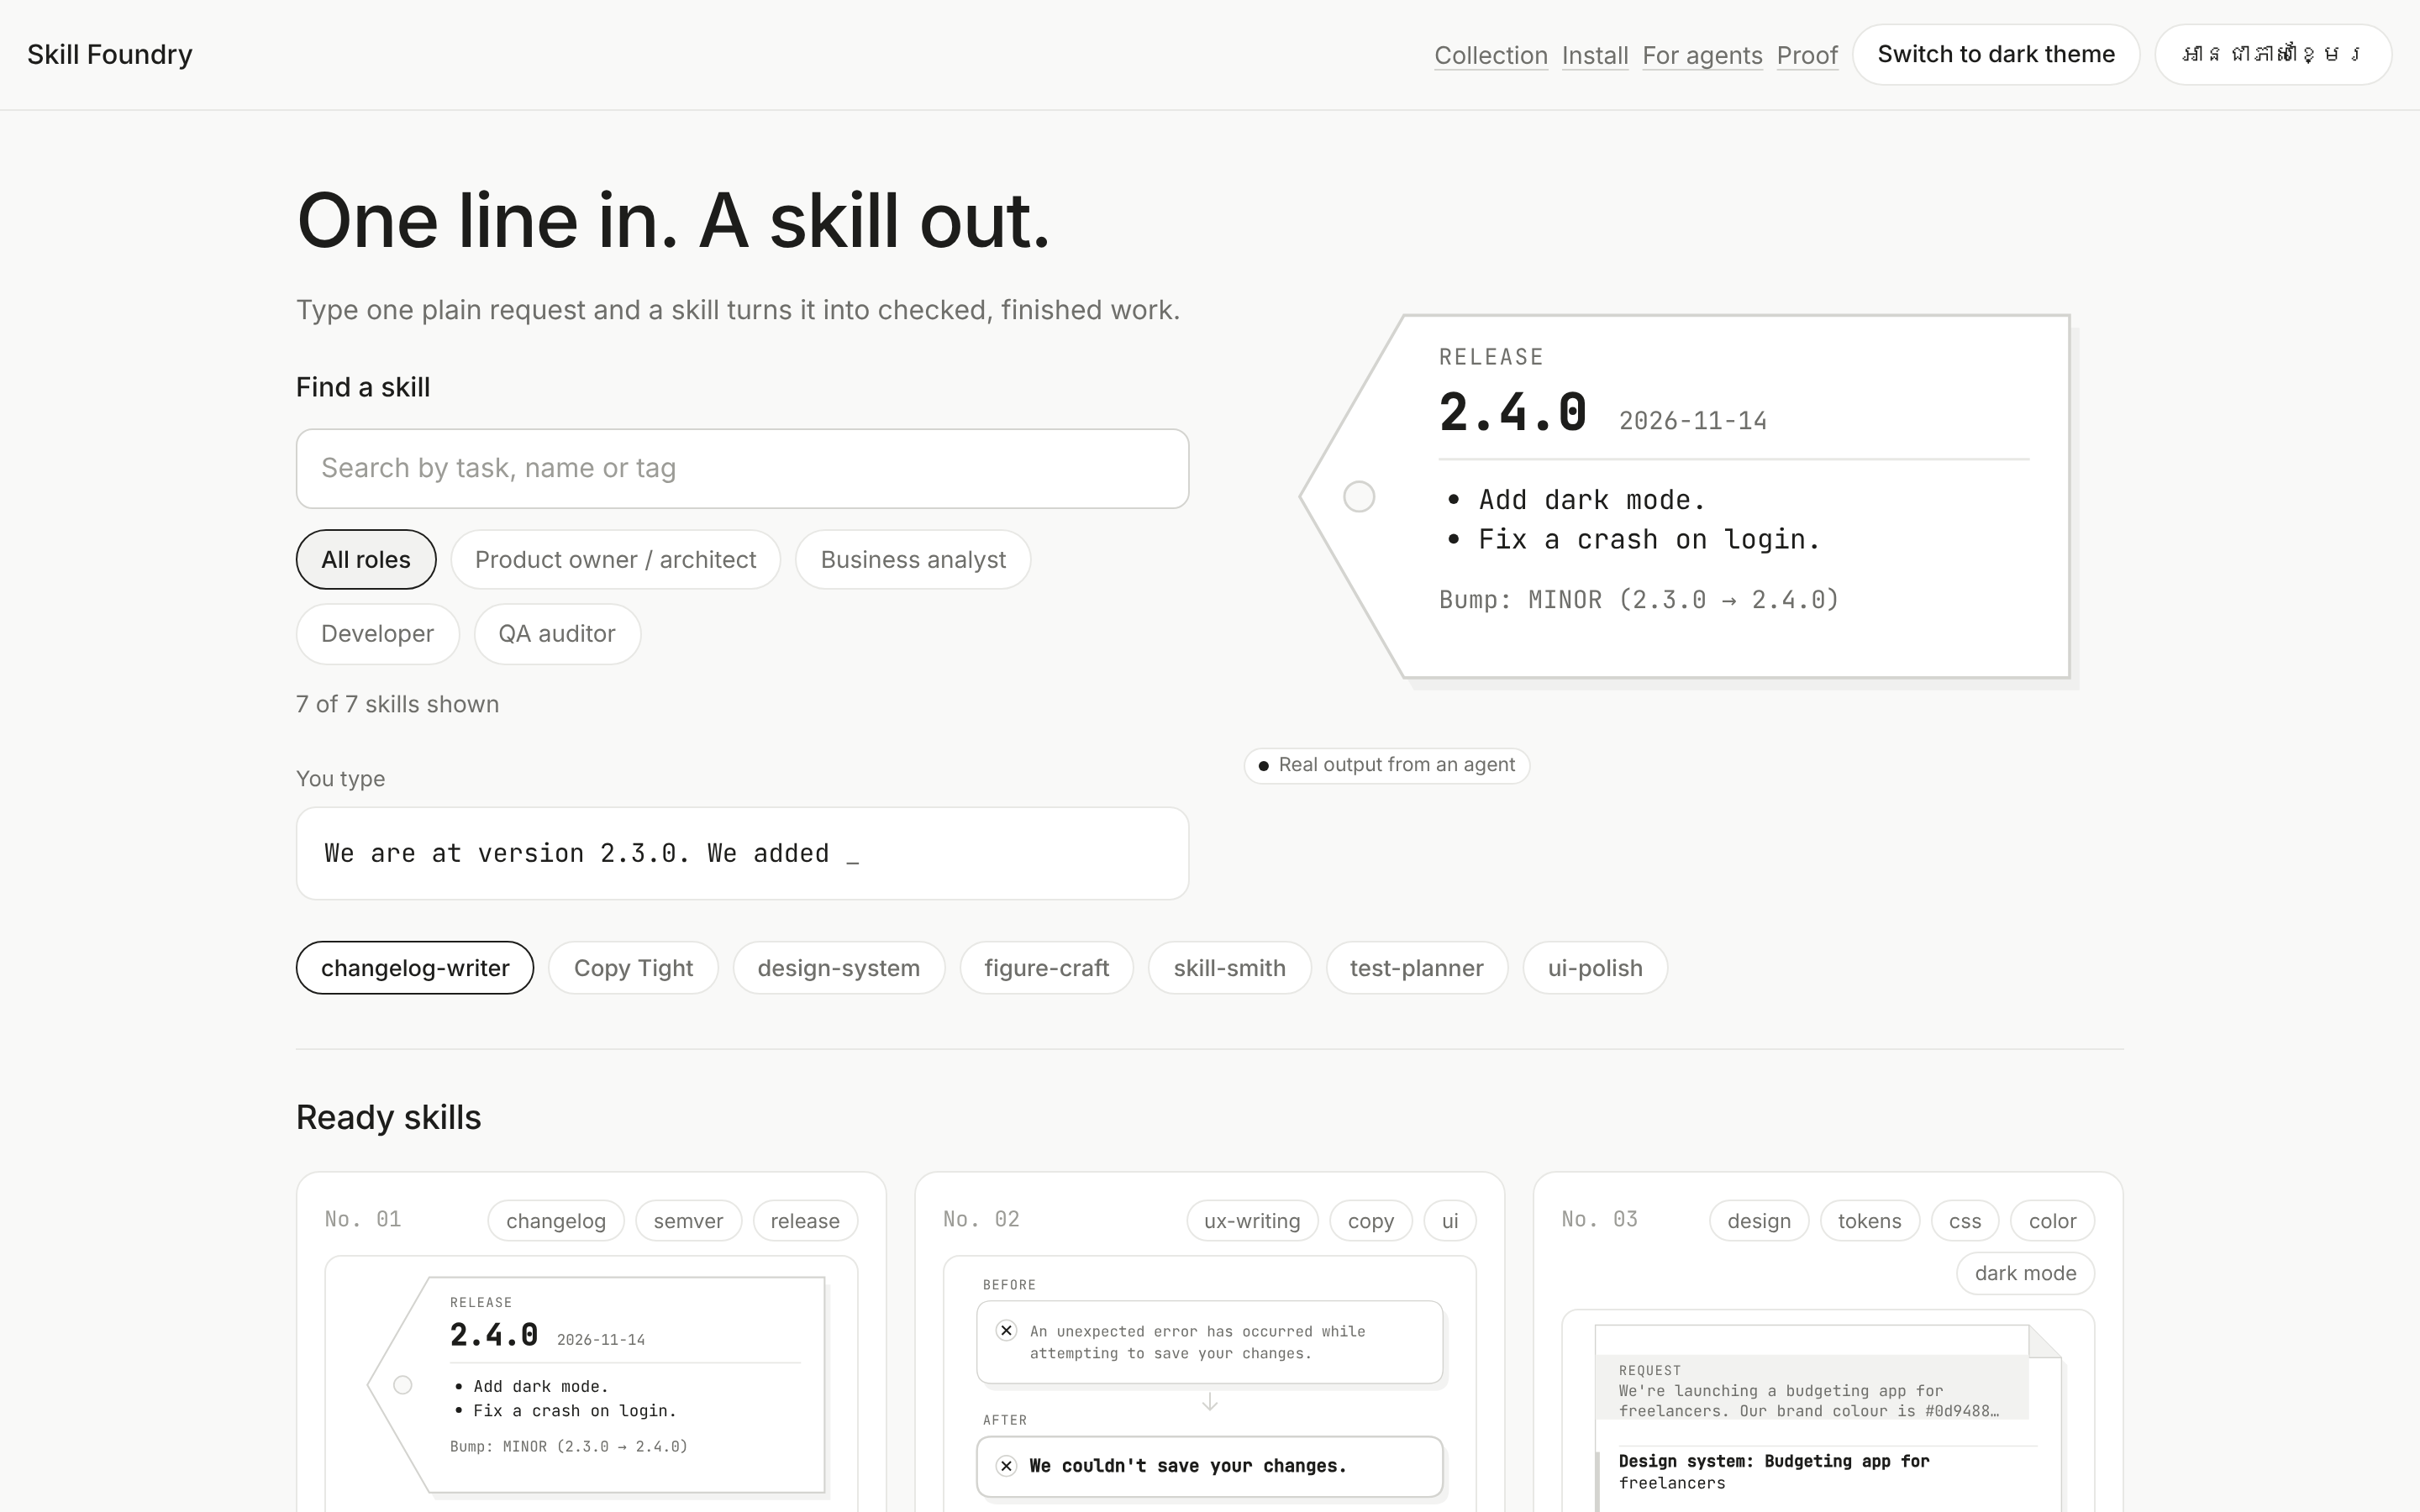 Skill Foundry
Collection Install For agents Proof Switch to dark theme អានជាភាសាខ្មែរ
One line in. A skill out.
Type one plain request and a skill turns it into checked, finished work.
Find a skill
Search by task, name or tag
All roles Product owner / architect Business analyst
Developer QA auditor
7 of 7 skills shown
You type
We are at version 2.3.0. We added _
RELEASE
2.4.0 2026-11-14
• Add dark mode.
• Fix a crash on login.
Bump: MINOR (2.3.0 → 2.4.0)
Real output from an agent
changelog-writer Copy Tight design-system figure-craft skill-smith test-planner ui-polish
Ready skills
No. 01 changelog semver release
RELEASE
2.4.0 2026-11-14
• Add dark mode.
• Fix a crash on login.
Bump: MINOR (2.3.0 → 2.4.0)
No. 02 ux-writing copy ui
BEFORE
An unexpected error has occurred while
attempting to save your changes.
AFTER
We couldn't save your changes.
No. 03 design tokens css color
dark mode
REQUEST
We're launching a budgeting app for
freelancers. Our brand colour is #0d9488…
Design system: Budgeting app for
freelancers